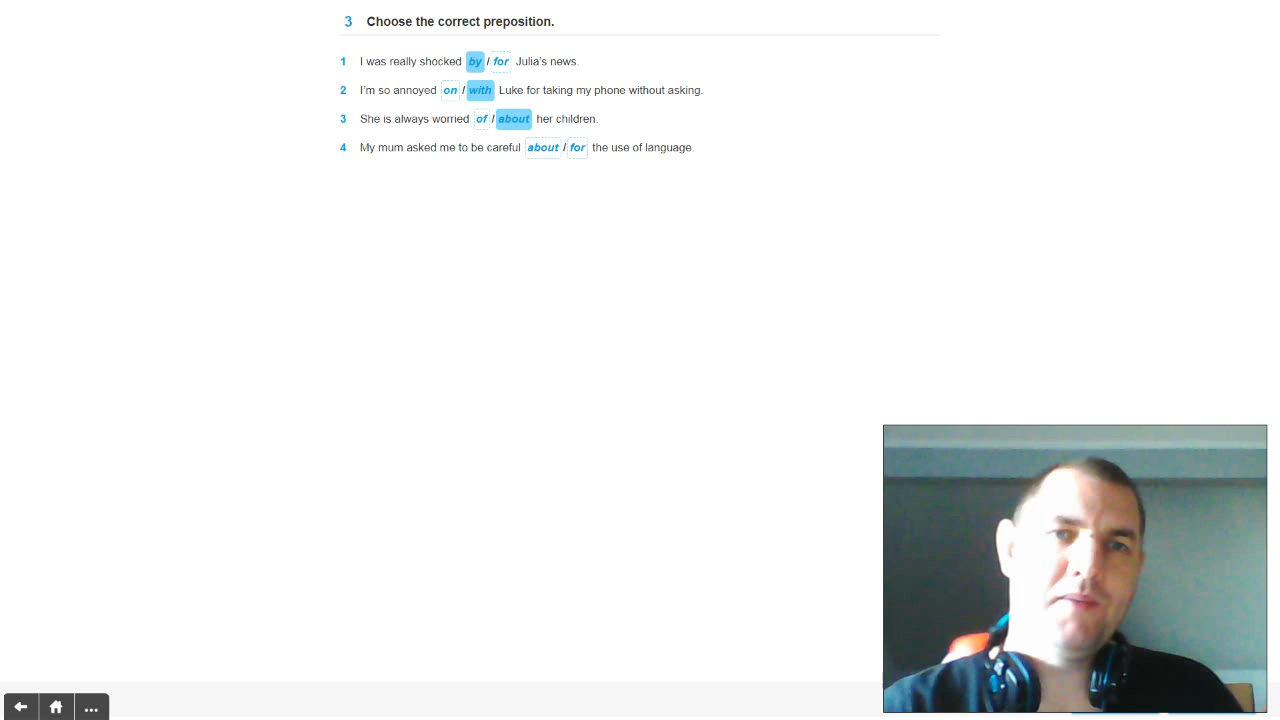 3 Choose the correct preposition.
1 I was really shocked by / for Julia's news.
2 I'm so annoyed on / with Luke for taking my phone without asking.
3 She is always worried of / about her children.
4 My mum asked me to be careful about / for the use of language.
...